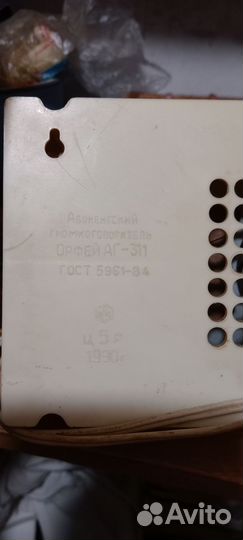 Абонентский
громкоговоритель
Орфей АГ-311
ГОСТ 5961-84
ц 5 р
1990г
Avito